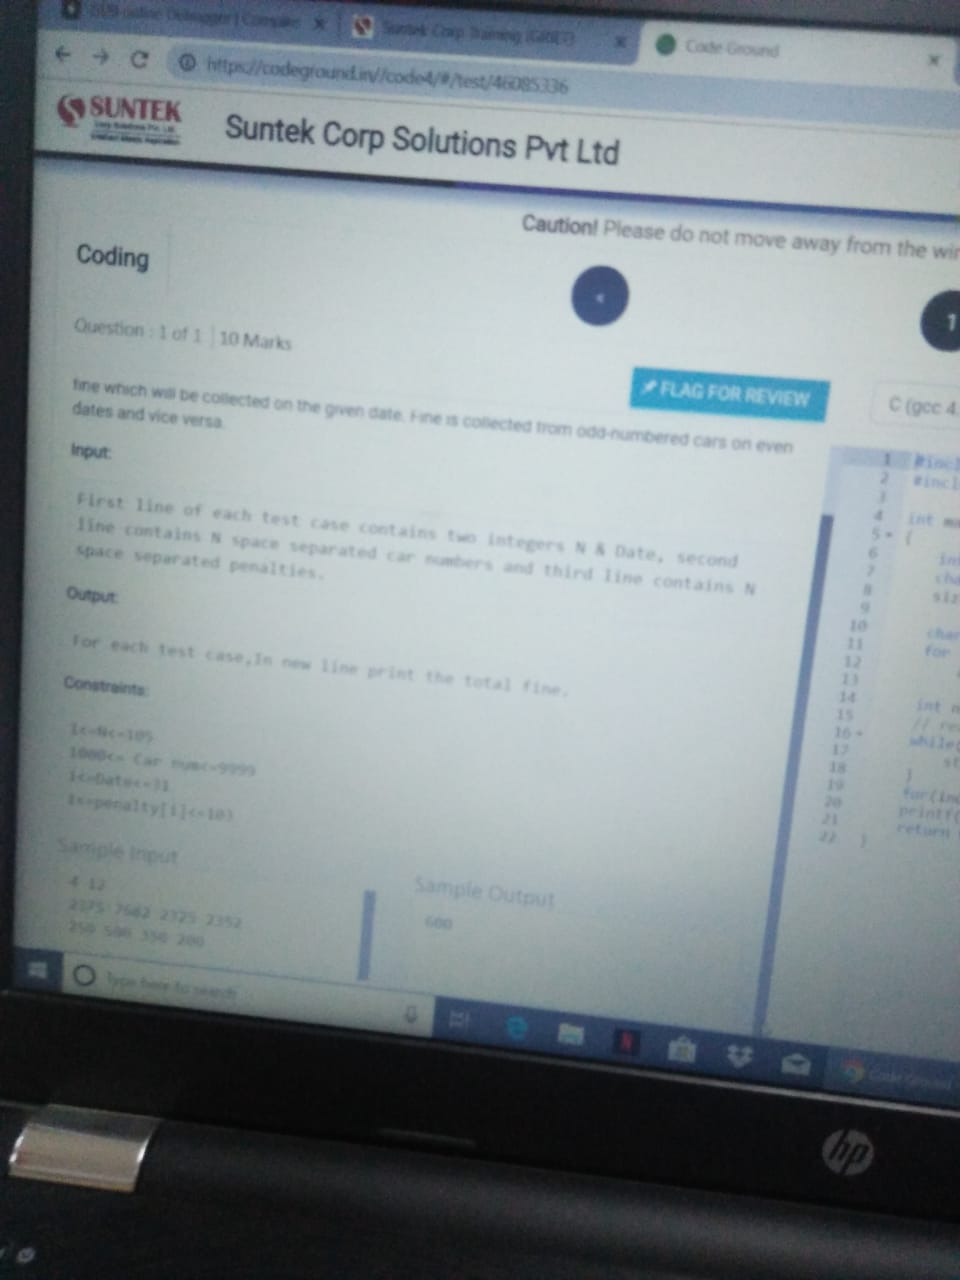 Suntek Corp Training (GRIET)
Code Ground
https://codeground.in//code4/#/test/46085336
SUNTEK
Suntek Corp Solutions Pvt Ltd
Caution! Please do not move away from the win
Coding
1
Question : 1 of 1 | 10 Marks
FLAG FOR REVIEW
C (gcc 4.
fine which will be collected on the given date. Fine is collected from odd-numbered cars on even
dates and vice versa.
Input:
First line of each test case contains two integers N & Date, second
line contains N space separated car numbers and third line contains N
space separated penalties.
Output:
For each test case,In new line print the total fine.
Constraints:
1<=N<=105
1000<= Car num<=9999
1<=Date<=31
1<=penalty[i]<=103
Sample Input
4 12
2375 7682 2325 2352
250 500 350 200
Sample Output
600
1 #incl
2 #incl
3
4 int ma
5 {
6 int
7 cha
8 siz
9
10 char
11 for
12
13
14 int n
15 // re
16 while(
17 st
18 }
19 for(in
20 printf(
21 return
22 }
Type here to search
Code Ground
hp